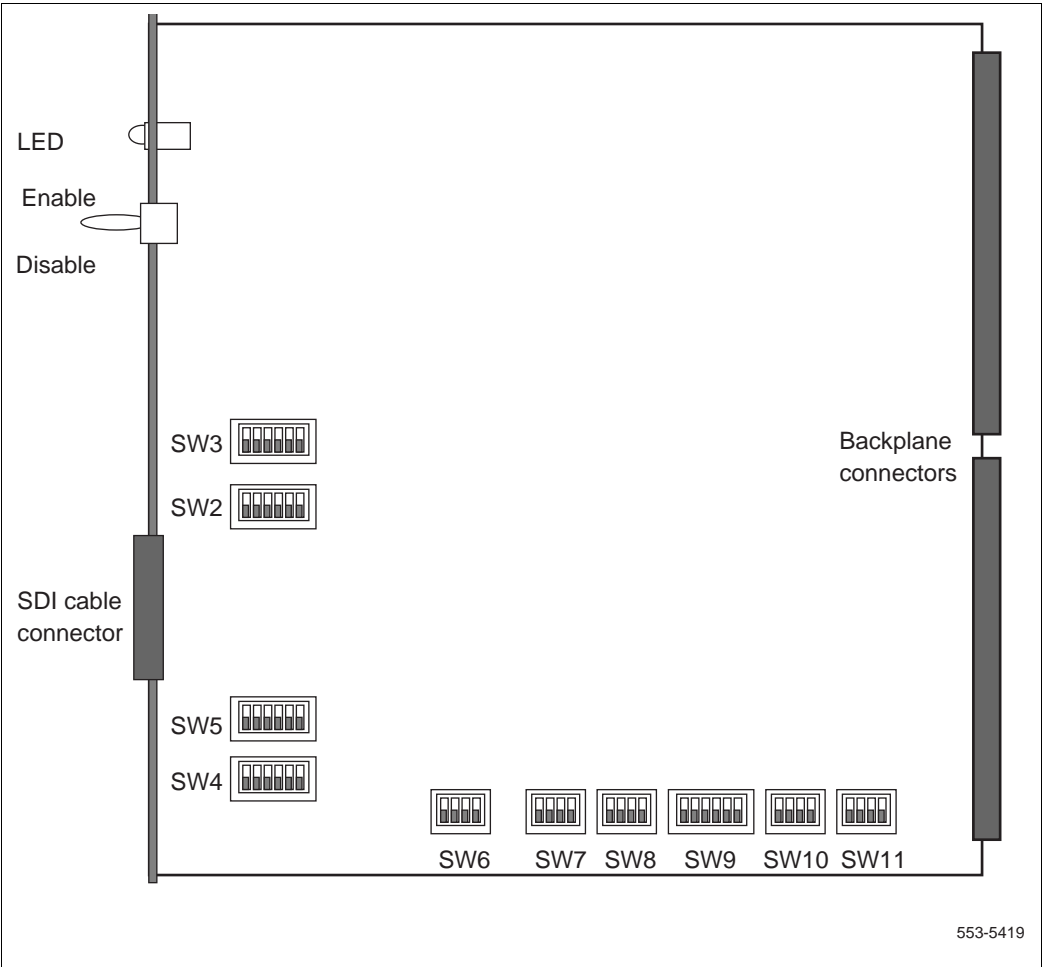 LED
Enable
Disable
SW3
Backplane
connectors
SW2
SDI cable
connector
SW5
SW4
SW6 SW7 SW8 SW9 SW10 SW11
553-5419